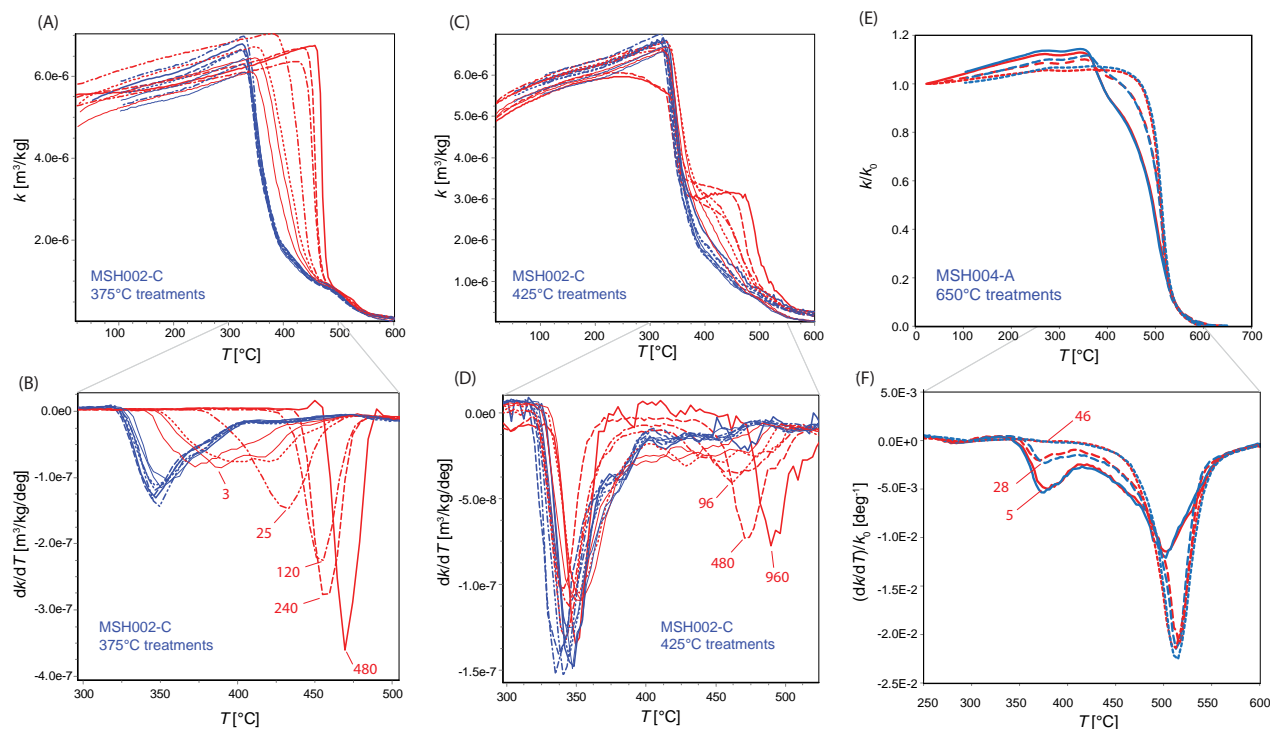 (A)
k [m³/kg]
6.0e-6
4.0e-6
2.0e-6
MSH002-C
375°C treatments
100 200 300 400 500 600
T [°C]
(C)
k [m³/kg]
6.0e-6
5.0e-6
4.0e-6
3.0e-6
2.0e-6
1.0e-6
MSH002-C
425°C treatments
100 200 300 400 500 600
T [°C]
(E)
k/k₀
1.2
1.0
0.8
0.6
0.4
0.2
0.0
MSH004-A
650°C treatments
0 100 200 300 400 500 600 700
T [°C]
(B)
dk/dT [m³/kg/deg]
0.0e0
-1.0e-7
-2.0e-7
-3.0e-7
-4.0e-7
3
25
120
240
480
MSH002-C
375°C treatments
300 350 400 450 500
T [°C]
(D)
dk/dT [m³/kg/deg]
0.0e0
-5.0e-8
-1.0e-7
-1.5e-7
96
480
960
MSH002-C
425°C treatments
300 350 400 450 500
T [°C]
(F)
(dk/dT)/k₀ [deg⁻¹]
5.0E-3
0.0E+0
-5.0E-3
-1.0E-2
-1.5E-2
-2.0E-2
-2.5E-2
46
28
5
250 300 350 400 450 500 550 600
T [°C]